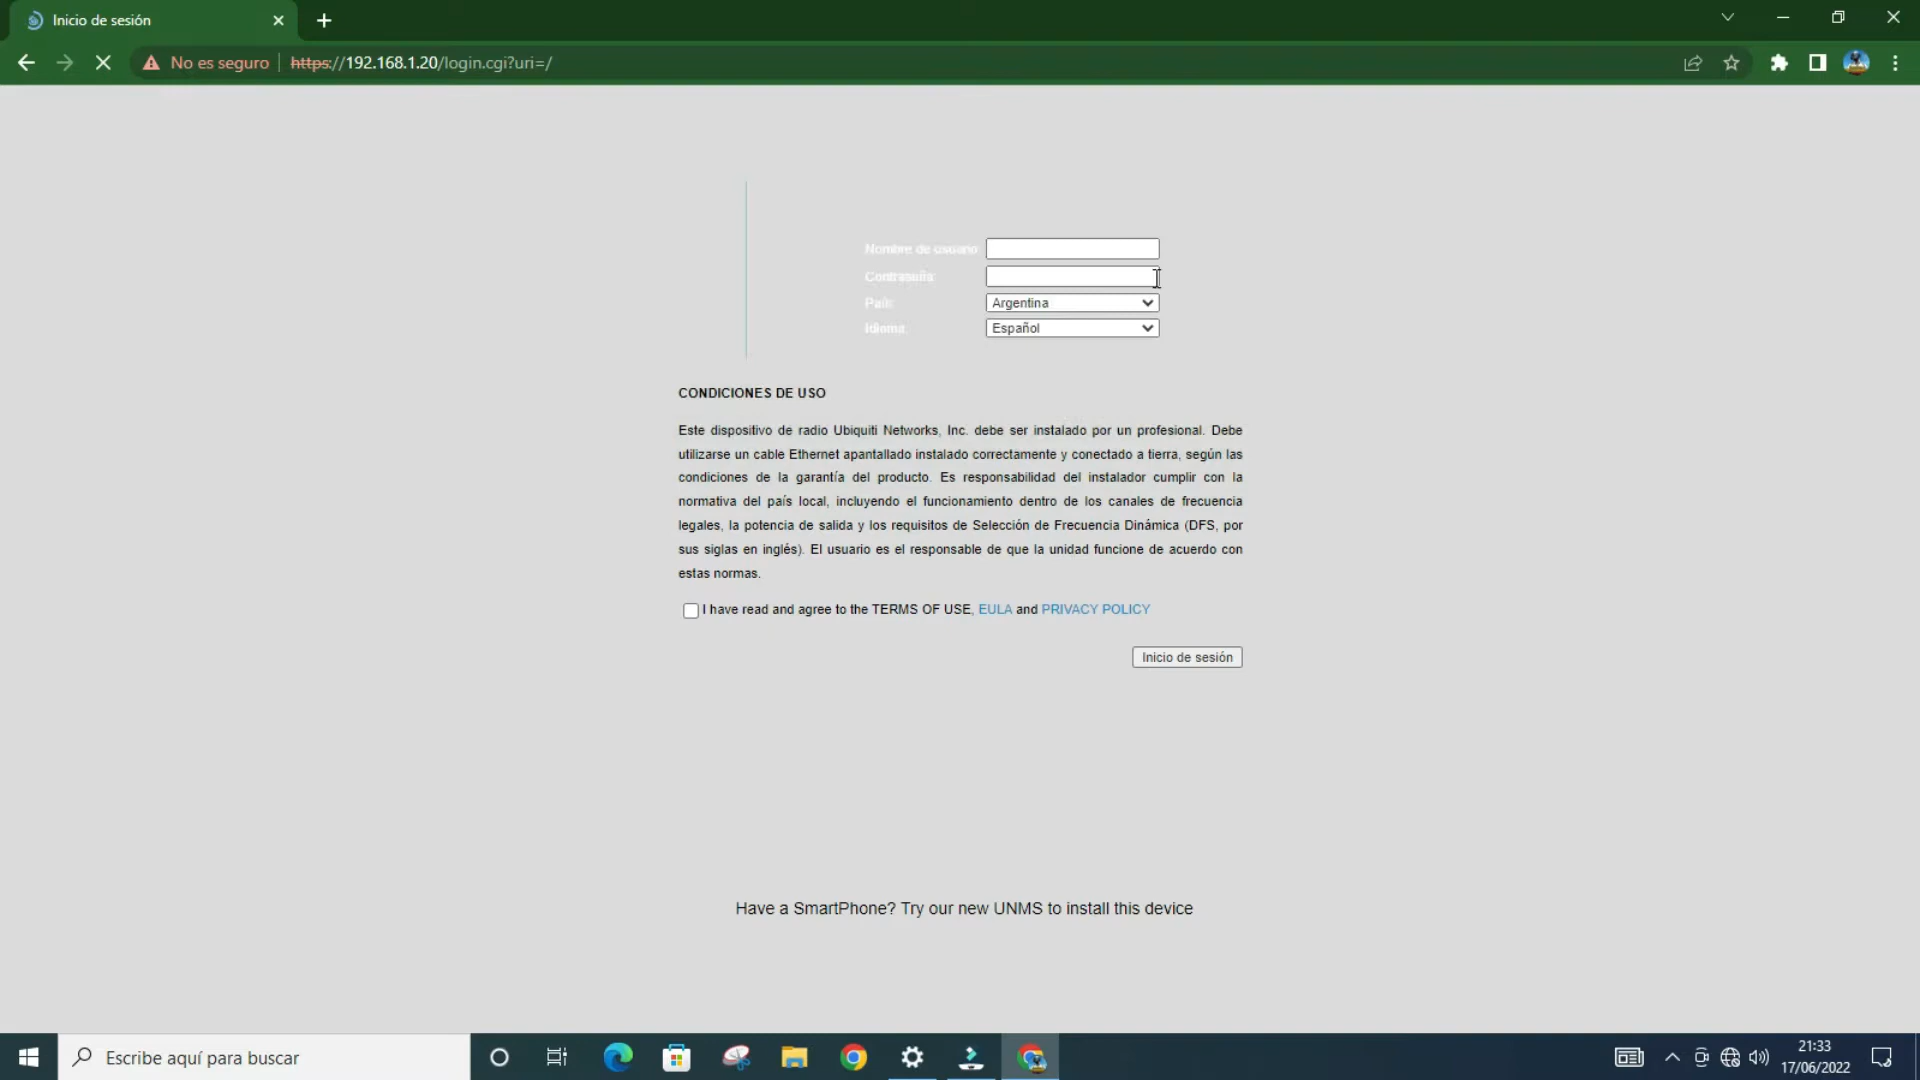 Inicio de sesión
No es seguro
https://192.168.1.20/login.cgi?uri=/
Nombre de usuario
Contraseña:
País:
Argentina
Idioma:
Español
CONDICIONES DE USO
Este dispositivo de radio Ubiquiti Networks, Inc. debe ser instalado por un profesional. Debe
utilizarse un cable Ethernet apantallado instalado correctamente y conectado a tierra, según las
condiciones de la garantía del producto. Es responsabilidad del instalador cumplir con la
normativa del país local, incluyendo el funcionamiento dentro de los canales de frecuencia
legales, la potencia de salida y los requisitos de Selección de Frecuencia Dinámica (DFS, por
sus siglas en inglés). El usuario es el responsable de que la unidad funcione de acuerdo con
estas normas.
I have read and agree to the TERMS OF USE, EULA and PRIVACY POLICY
Inicio de sesión
Have a SmartPhone? Try our new UNMS to install this device
Escribe aquí para buscar
21:33
17/06/2022